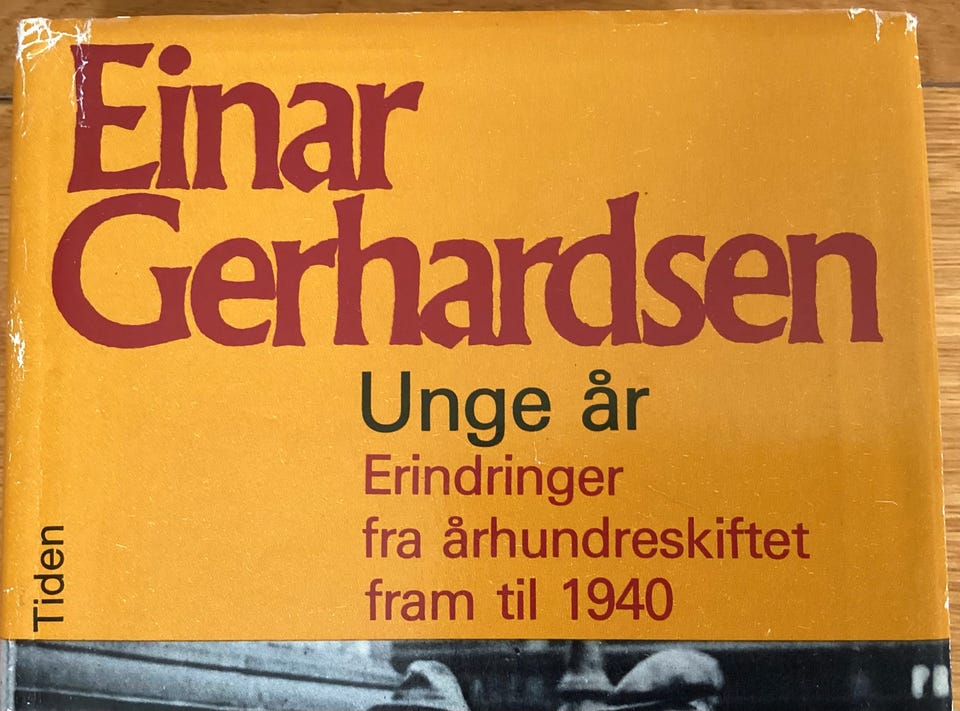 Einar
Gerhardsen
Unge år
Erindringer
fra århundreskiftet
fram til 1940
Tiden